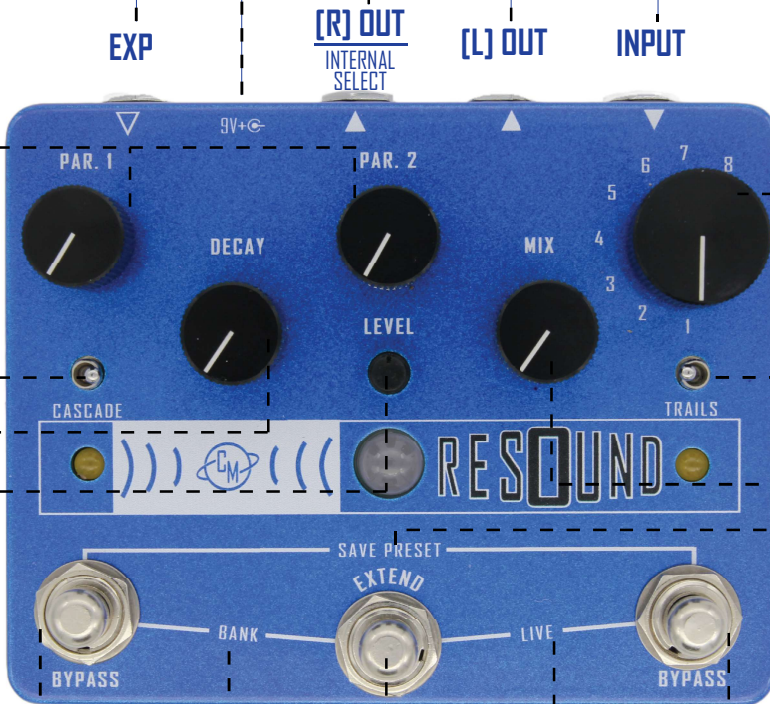 EXP
[R] OUT
INTERNAL
SELECT
[L] OUT
INPUT
9V+
PAR. 1
PAR. 2
6
7
8
5
4
3
2
1
DECAY
MIX
LEVEL
CASCADE
TRAILS
CM
RESOUND
SAVE PRESET
EXTEND
BANK
LIVE
BYPASS
BYPASS